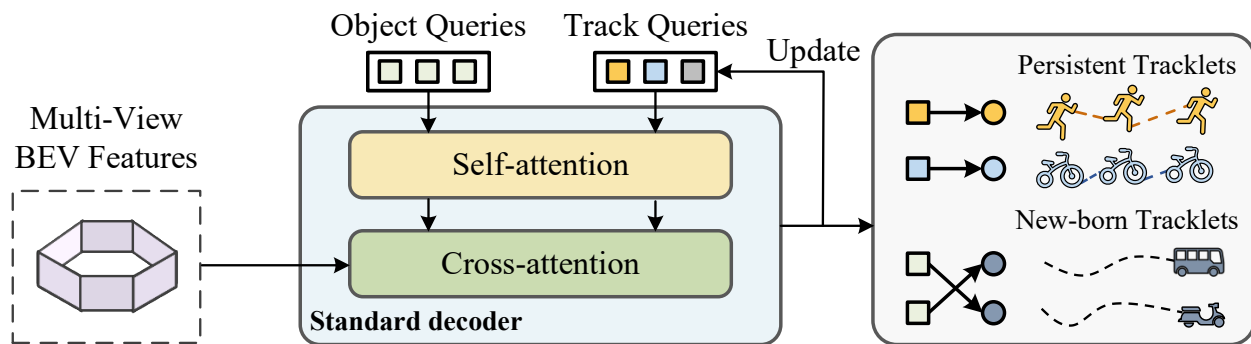 Object Queries
Track Queries
Update
Multi-View
BEV Features
Self-attention
Cross-attention
Standard decoder
Persistent Tracklets
New-born Tracklets